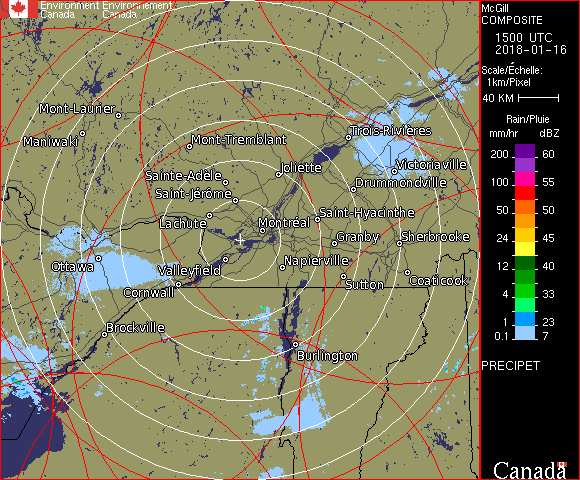 Environment Environnement
Canada Canada
McGill
COMPOSITE
1500 UTC
2018-01-16
Scale/Échelle:
1km/Pixel
40 KM
Rain/Pluie
mm/hr dBZ
200 60
150 55
100 55
50 50
24 45
12 40
4 33
1 23
0.1 7
PRECIPET
Mont-Laurier
Maniwaki
Mont-Tremblant
Trois-Rivières
Joliette
Victoriaville
Sainte-Adèle
Drummondville
Saint-Jérôme
Lachute
Montréal
Saint-Hyacinthe
Granby
Sherbrooke
Ottawa
Valleyfield
Napierville
Cornwall
Sutton
Coaticook
Brockville
Burlington
Canada